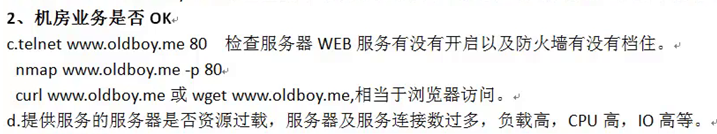 2、机房业务是否 OK
c.telnet www.oldboy.me 80 检查服务器 WEB 服务有没有开启以及防火墙有没有档住。
nmap www.oldboy.me -p 80
curl www.oldboy.me 或 wget www.oldboy.me,相当于浏览器访问。
d.提供服务的服务器是否资源过载，服务器及服务连接数过多，负载高，CPU 高，IO 高等。